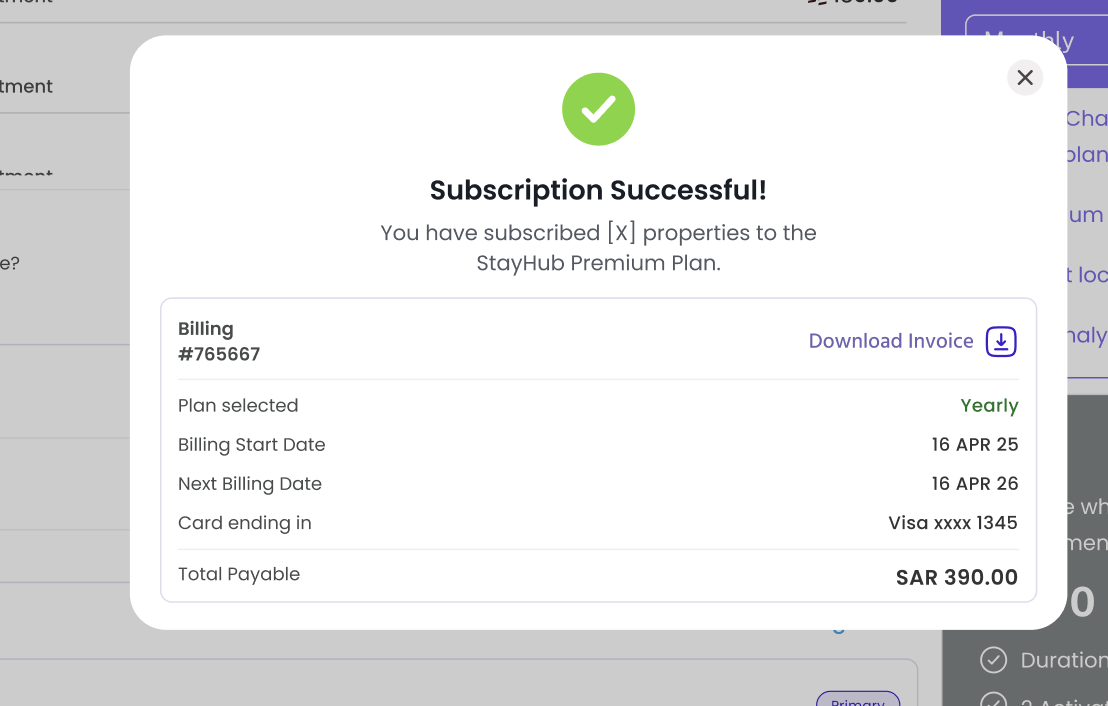 tment
Subscription Successful!
You have subscribed [X] properties to the
StayHub Premium Plan.
e?
Billing
#765667
Download Invoice
Plan selected
Yearly
Billing Start Date
16 APR 25
Next Billing Date
16 APR 26
Card ending in
Visa xxxx 1345
Total Payable
SAR 390.00
Cha
plan
um
t loc
naly
e wh
men
0
Duration
Primary